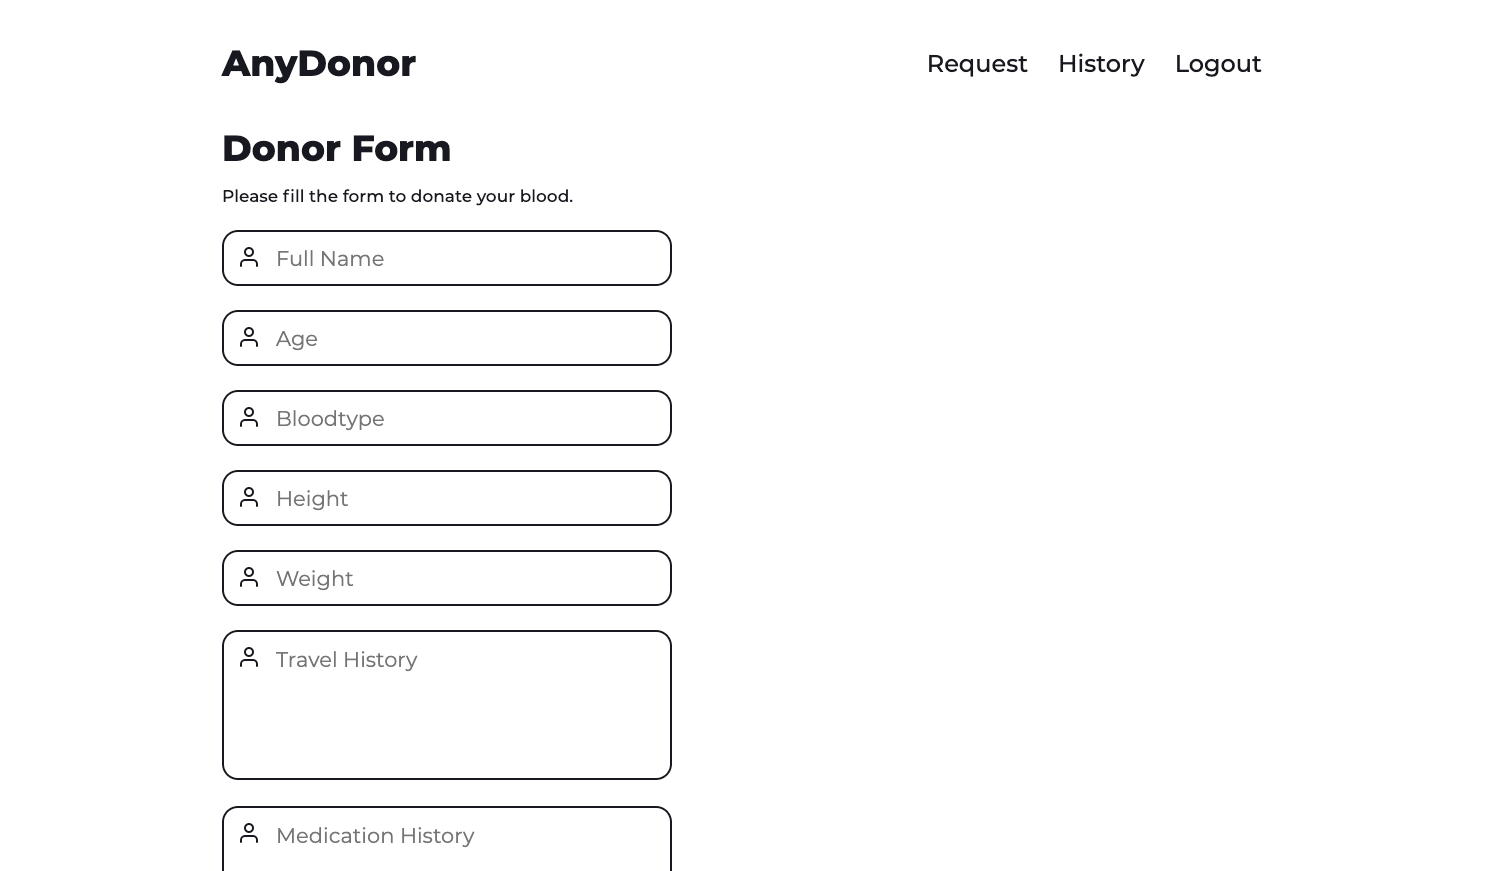 AnyDonor
Request History Logout
Donor Form
Please fill the form to donate your blood.
Full Name
Age
Bloodtype
Height
Weight
Travel History
Medication History